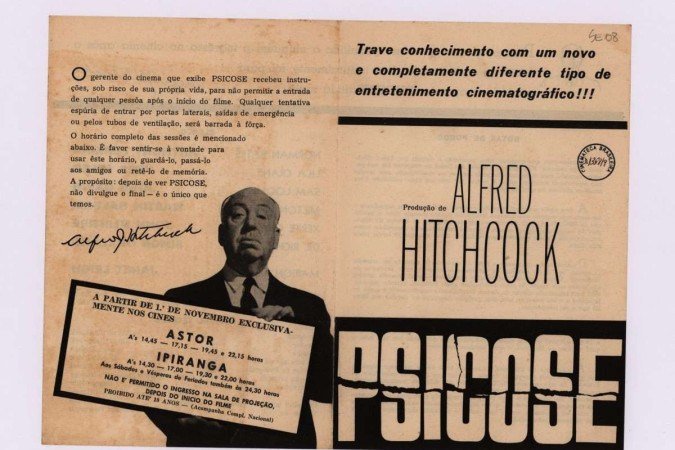 O gerente do cinema que exibe PSICOSE recebeu instru-
ções, sob risco de sua própria vida, para não permitir a entrada
de qualquer pessôa após o início do filme. Qualquer tentativa
espúria de entrar por portas laterais, saídas de emergência
ou pelos tubos de ventilação, será barrada à fôrça.
O horário completo das sessões é mencionado
abaixo. É favor sentir-se à vontade para
usar êste horário, guardá-lo, passá-lo
aos amigos ou retê-lo de memória.
A propósito: depois de ver PSICOSE,
não divulgue o final — é o único que
temos.
Alfred J Hitchcock
A PARTIR DE 1.º DE NOVEMBRO EXCLUSIVA-
MENTE NOS CINES
ASTOR
A's 14,45 — 17,15 — 19,45 e 22,15 horas
IPIRANGA
A's 14,30 — 17.00 — 19,30 e 22,00 horas
Aos Sábados e Vésperas de Feriados também às 24,30 horas
NÃO É PERMITIDO O INGRESSO NA SALA DE PROJEÇÃO,
DEPOIS DO INÍCIO DO FILME
PROIBIDO ATE' 18 ANOS — (Acompanha Compl. Nacional)
Trave conhecimento com um novo
e completamente diferente tipo de
entretenimento cinematográfico!!!
CINEMATECA BRASILEIRA
Produção de
ALFRED
HITCHCOCK
PSICOSE